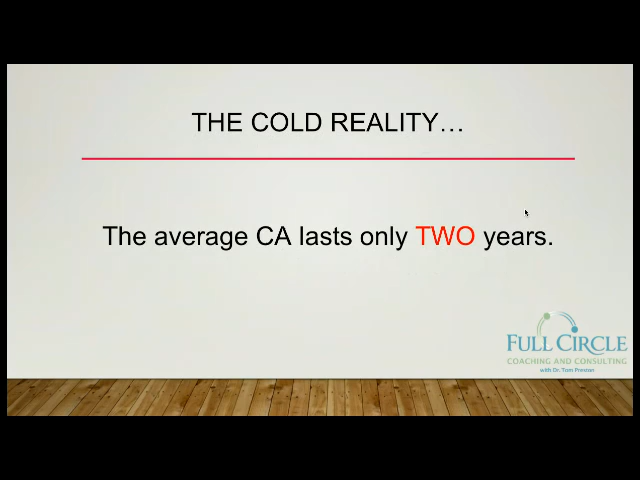 THE COLD REALITY…
The average CA lasts only TWO years.
FULL CIRCLE
COACHING AND CONSULTING
with Dr. Tom Preston